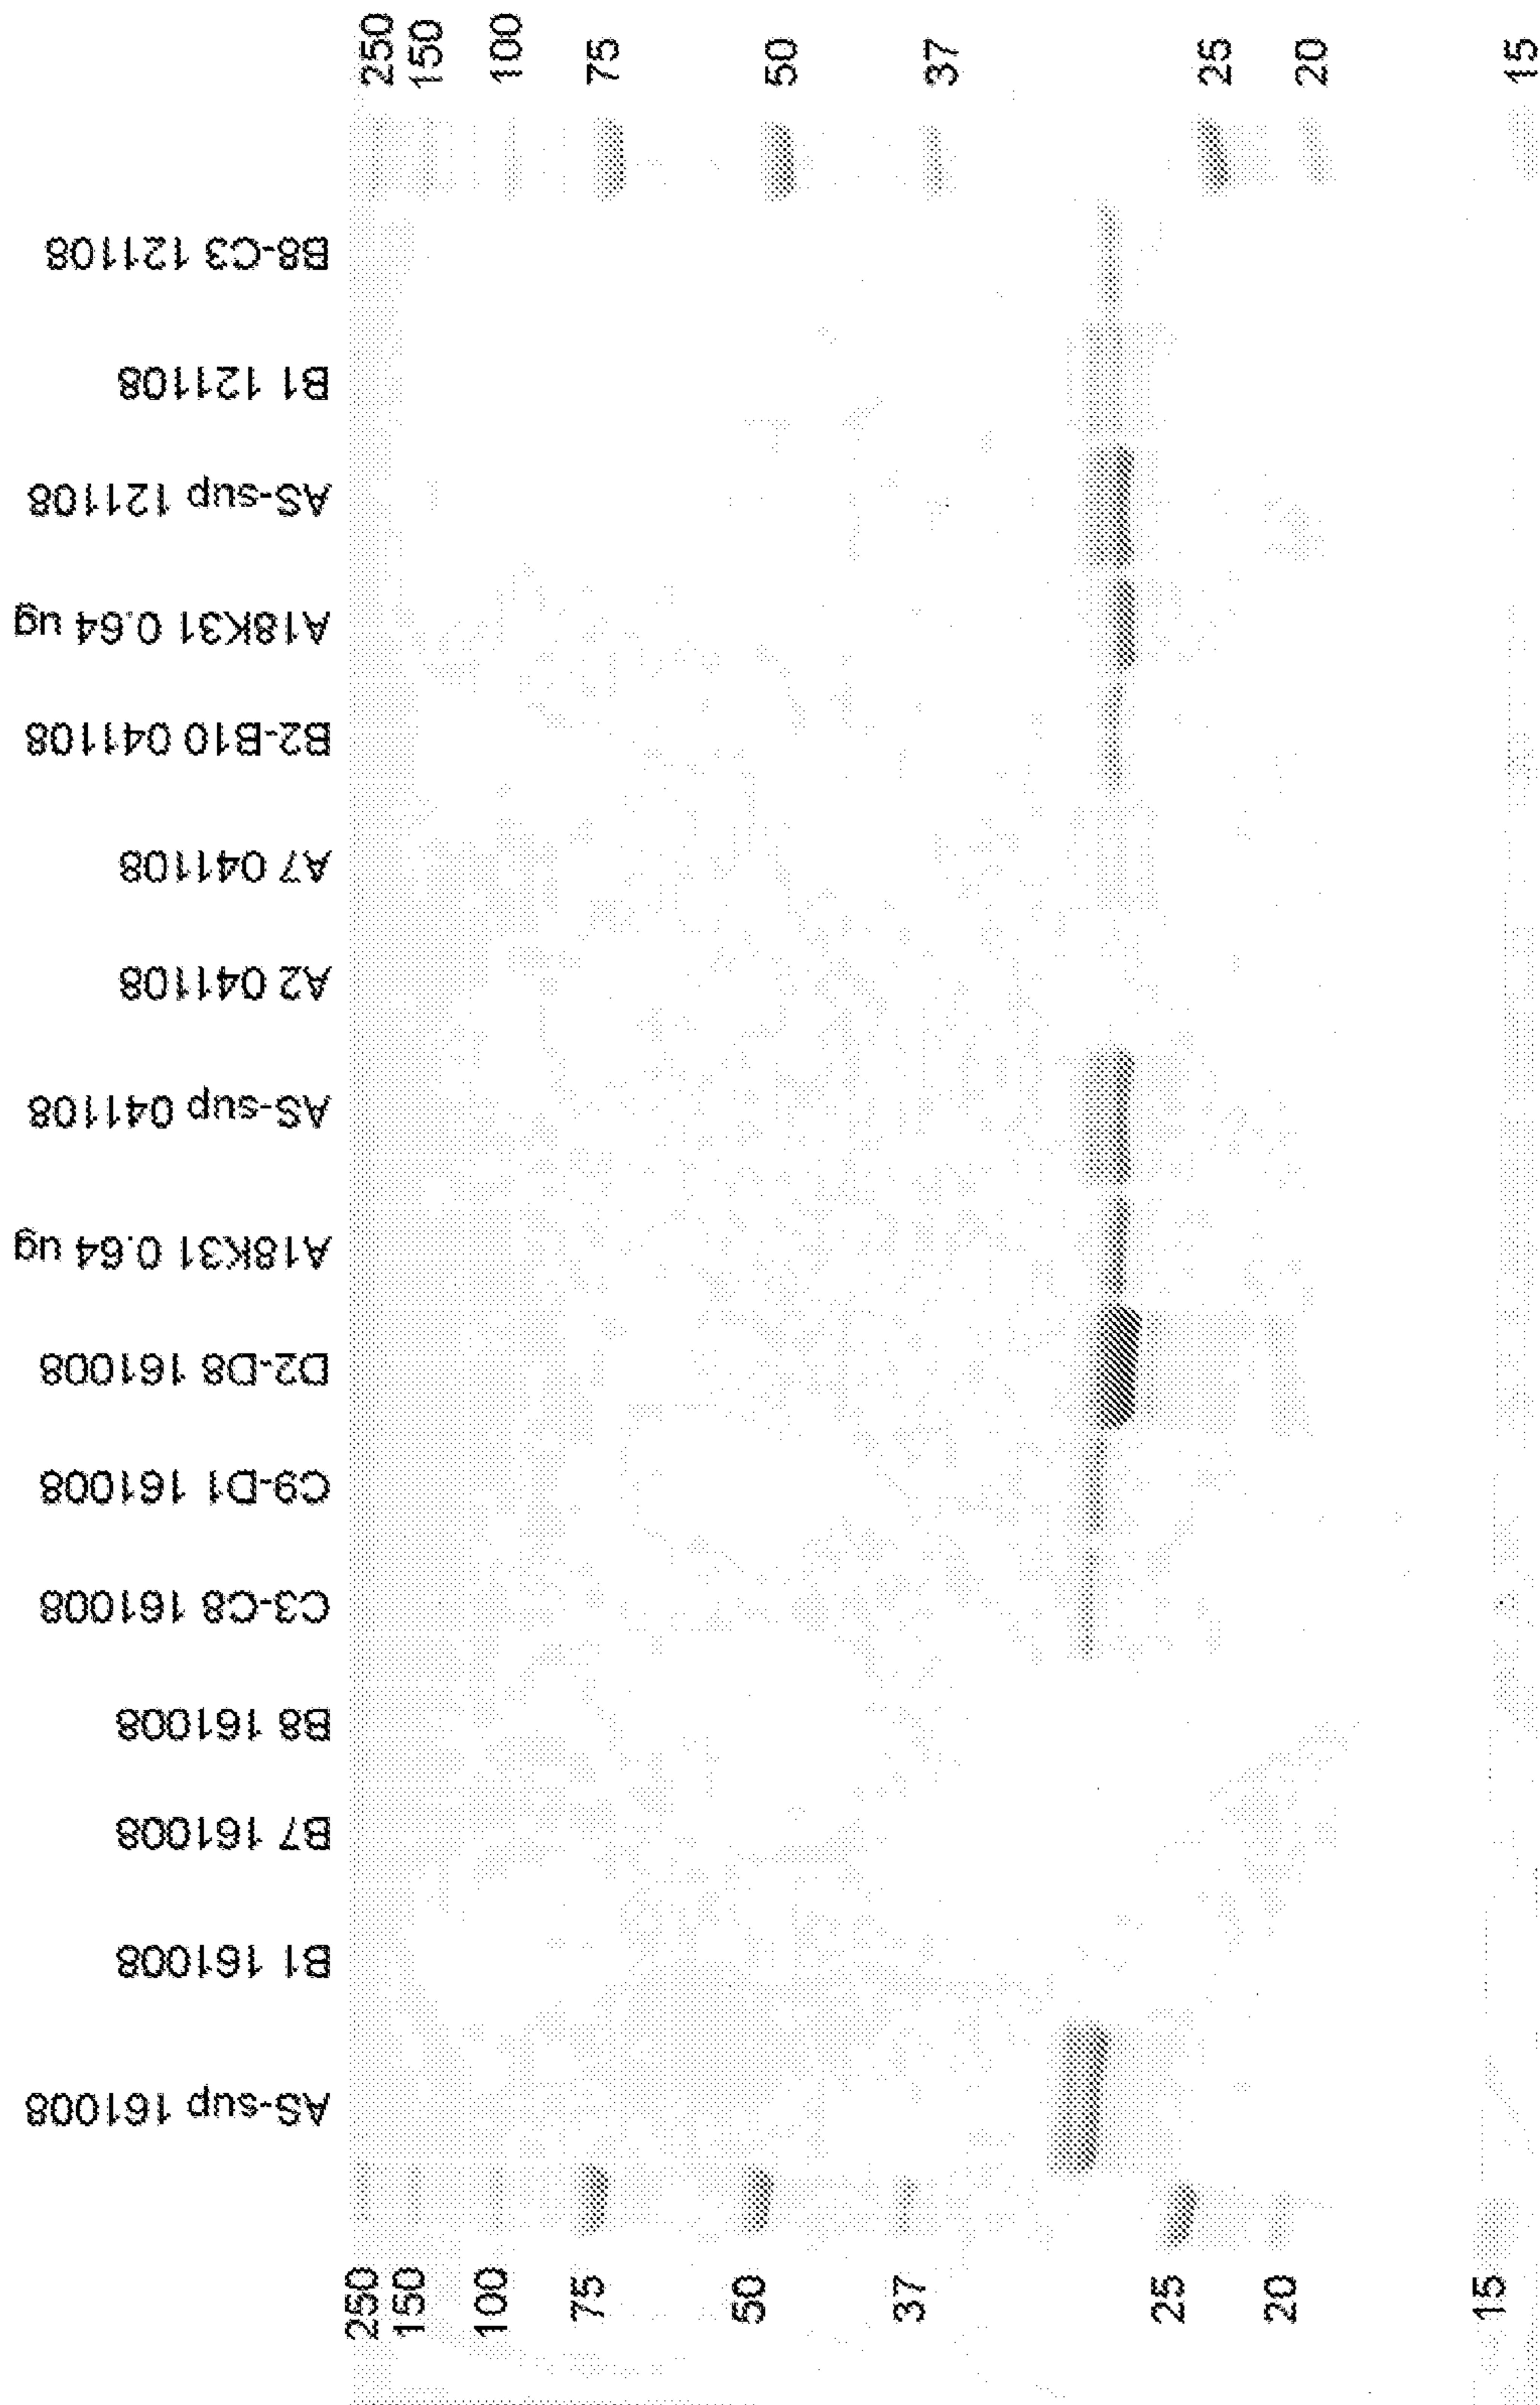 250
150
100
75
50
37
25
20
15
AS-sup 161008
B1 161008
B7 161008
B8 161008
C3-C8 161008
C9-D1 161008
D2-D8 161008
A18K31 0.64 ug
AS-sup 041108
A2 041108
A7 041108
B2-B10 041108
A18K31 0.64 ug
AS-sup 121108
B1 121108
B8-C3 121108
250
150
100
75
50
37
25
20
15